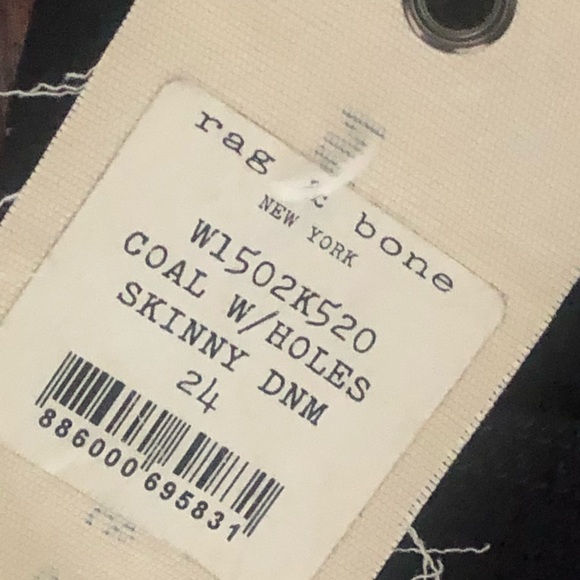 rag & bone
NEW YORK
W1502K520
COAL W/HOLES
SKINNY DNM
24
886000695831